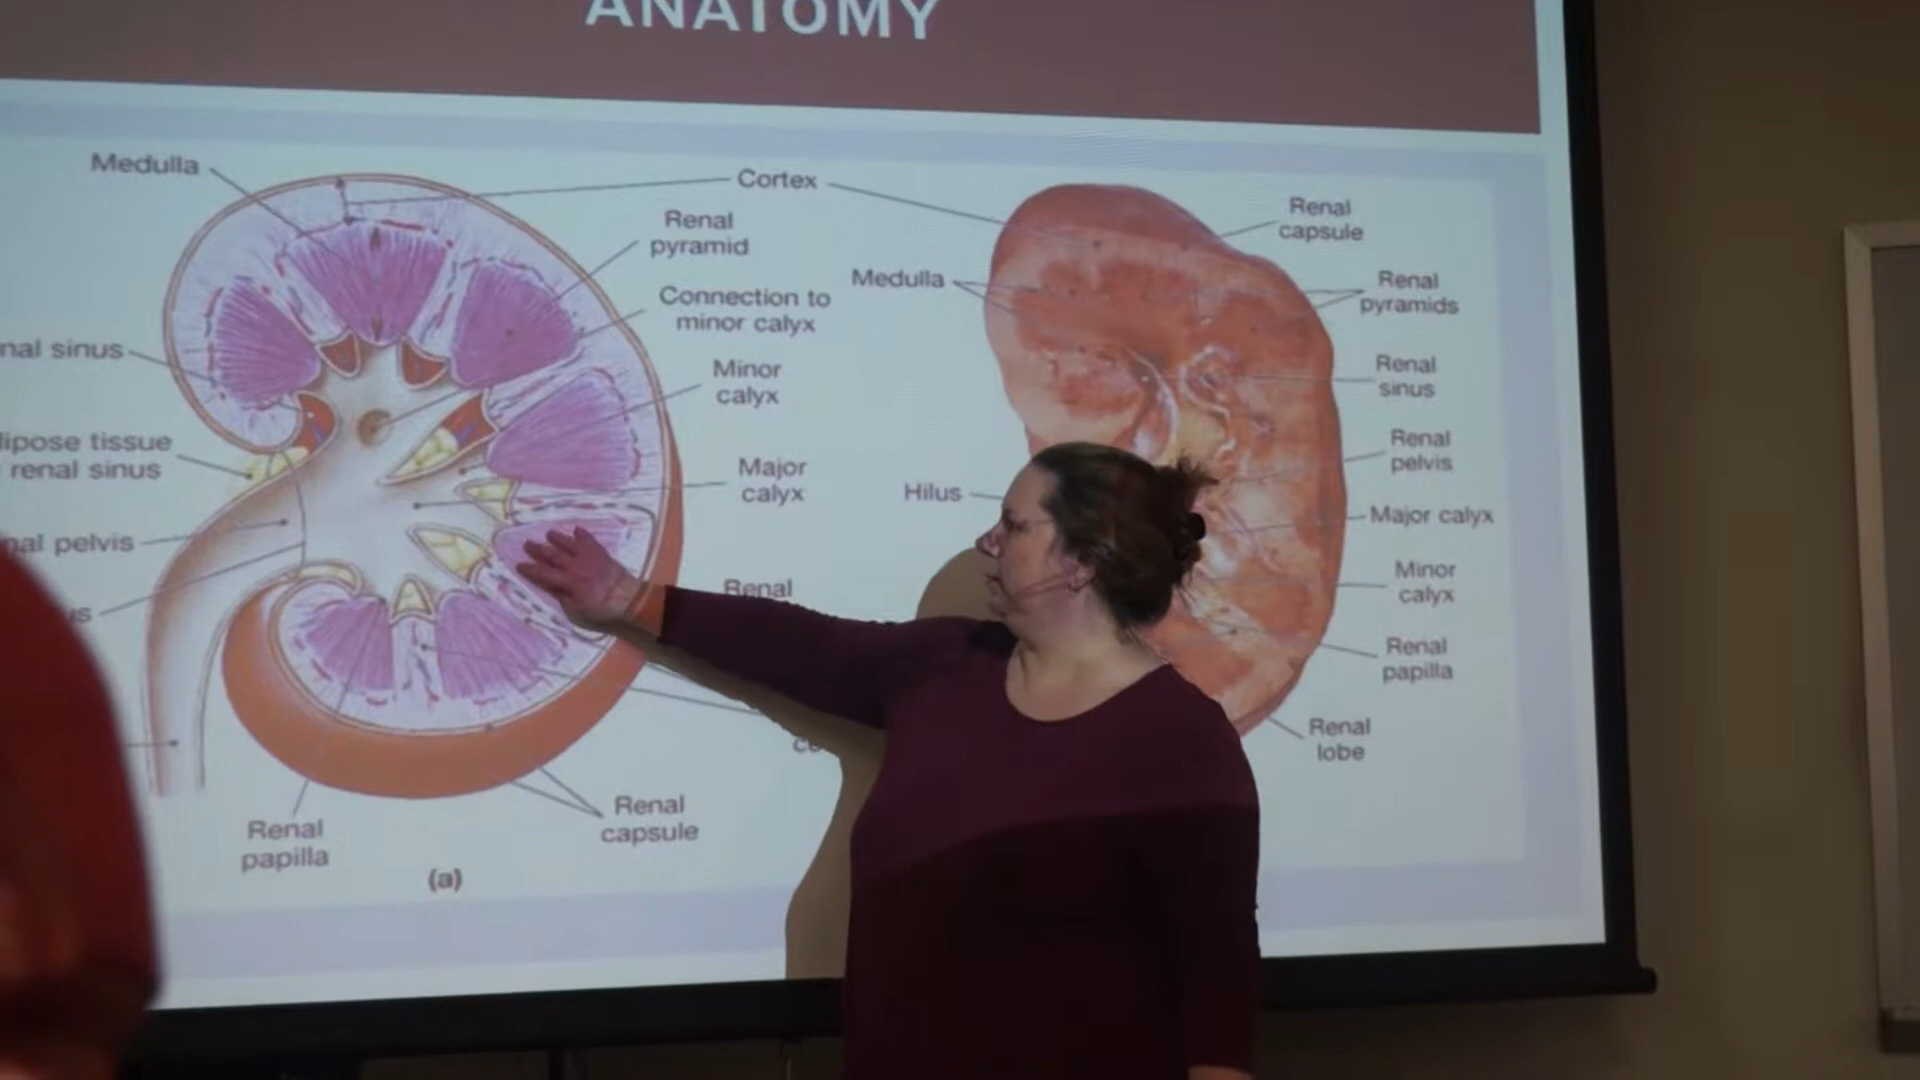 ANATOMY
Medulla
Cortex
Renal
pyramid
Connection to
minor calyx
Minor
calyx
Major
calyx
nal sinus
lipose tissue
renal sinus
nal pelvis
us
Renal
Renal
papilla
Renal
capsule
(a)
Medulla
Hilus
Renal
capsule
Renal
pyramids
Renal
sinus
Renal
pelvis
Major calyx
Minor
calyx
Renal
papilla
Renal
lobe